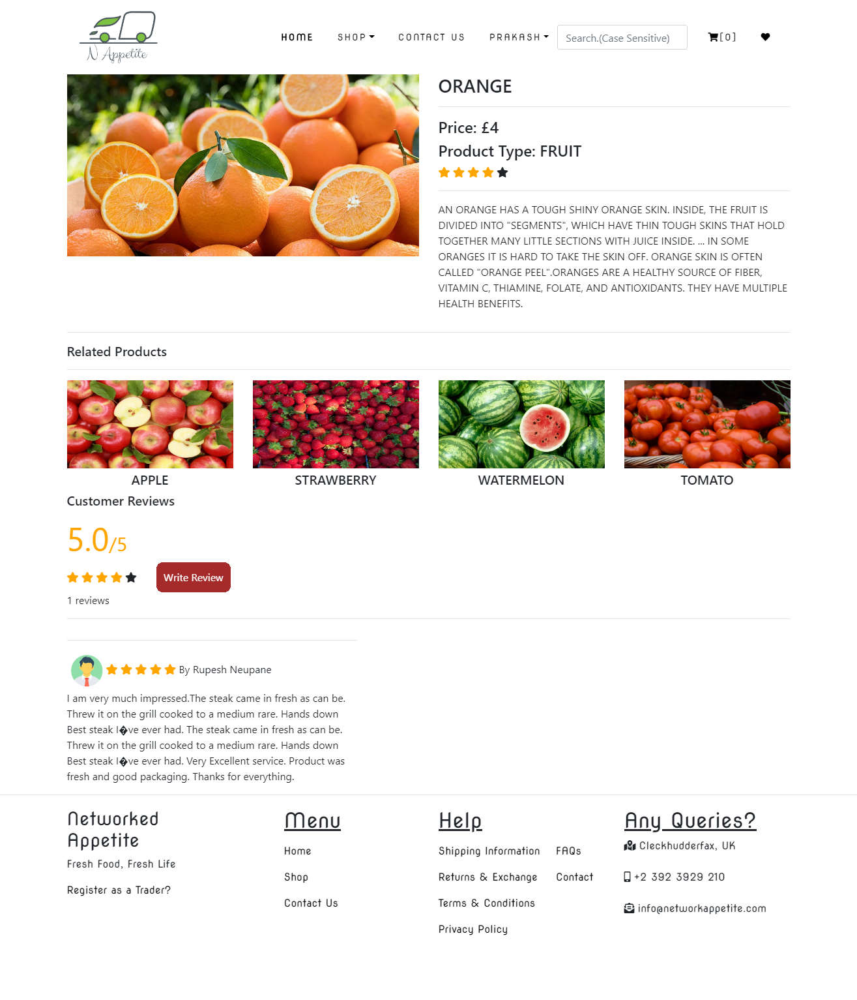 N Appetite
HOME SHOP CONTACT US PRAKASH Search.(Case Sensitive) [0]
ORANGE
Price: £4
Product Type: FRUIT
AN ORANGE HAS A TOUGH SHINY ORANGE SKIN. INSIDE, THE FRUIT IS
DIVIDED INTO "SEGMENTS", WHICH HAVE THIN TOUGH SKINS THAT HOLD
TOGETHER MANY LITTLE SECTIONS WITH JUICE INSIDE. ... IN SOME
ORANGES IT IS HARD TO TAKE THE SKIN OFF. ORANGE SKIN IS OFTEN
CALLED "ORANGE PEEL".ORANGES ARE A HEALTHY SOURCE OF FIBER,
VITAMIN C, THIAMINE, FOLATE, AND ANTIOXIDANTS. THEY HAVE MULTIPLE
HEALTH BENEFITS.
Related Products
APPLE STRAWBERRY WATERMELON TOMATO
Customer Reviews
5.0/5
Write Review
1 reviews
By Rupesh Neupane
I am very much impressed.The steak came in fresh as can be.
Threw it on the grill cooked to a medium rare. Hands down
Best steak I�ve ever had. The steak came in fresh as can be.
Threw it on the grill cooked to a medium rare. Hands down
Best steak I�ve ever had. Very Excellent service. Product was
fresh and good packaging. Thanks for everything.
Networked
Appetite
Fresh Food, Fresh Life
Register as a Trader?
Menu
Home
Shop
Contact Us
Help
Shipping Information FAQs
Returns & Exchange Contact
Terms & Conditions
Privacy Policy
Any Queries?
Cleckhudderfax, UK
+2 392 3929 210
info@networkappetite.com